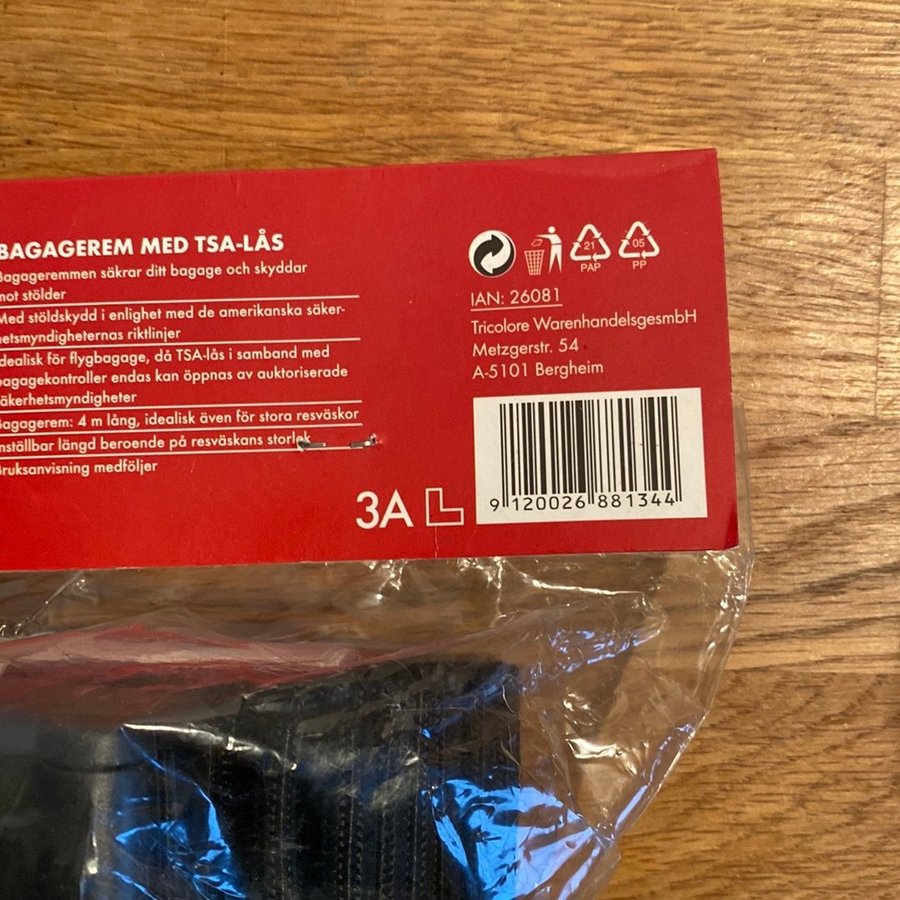 BAGAGEREM MED TSA-LÅS
Bagageremmen säkrar ditt bagage och skyddar
mot stölder
Med stöldskydd i enlighet med de amerikanska säker-
hetsmyndigheternas riktlinjer
Idealisk för flygbagage, då TSA-lås i samband med
bagagekontroller endas kan öppnas av auktoriserade
säkerhetsmyndigheter
Bagagerem: 4 m lång, idealisk även för stora resväskor
Inställbar längd beroende på resväskans storlek
Bruksanvisning medföljer
21
PAP
05
PP
IAN: 26081
Tricolore WarenhandelsgesmbH
Metzgerstr. 54
A-5101 Bergheim
3A
9 120026 881344